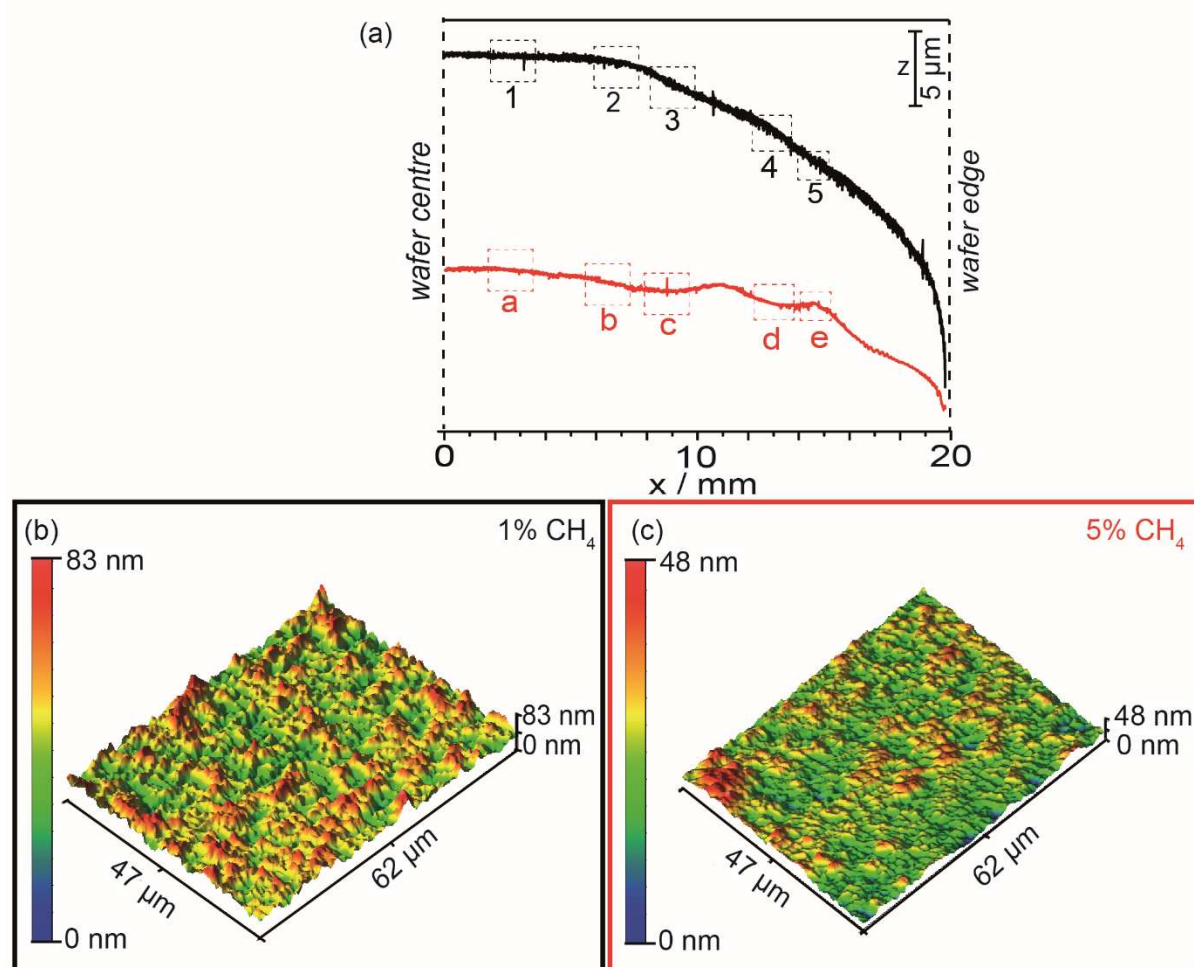 (a)
z
5 μm
1
2
3
4
5
wafer centre
wafer edge
a
b
c
d
e
0
10
20
x / mm
(b)
1% CH₄
83 nm
0 nm
83 nm
0 nm
47 μm
62 μm
(c)
5% CH₄
48 nm
0 nm
48 nm
0 nm
47 μm
62 μm